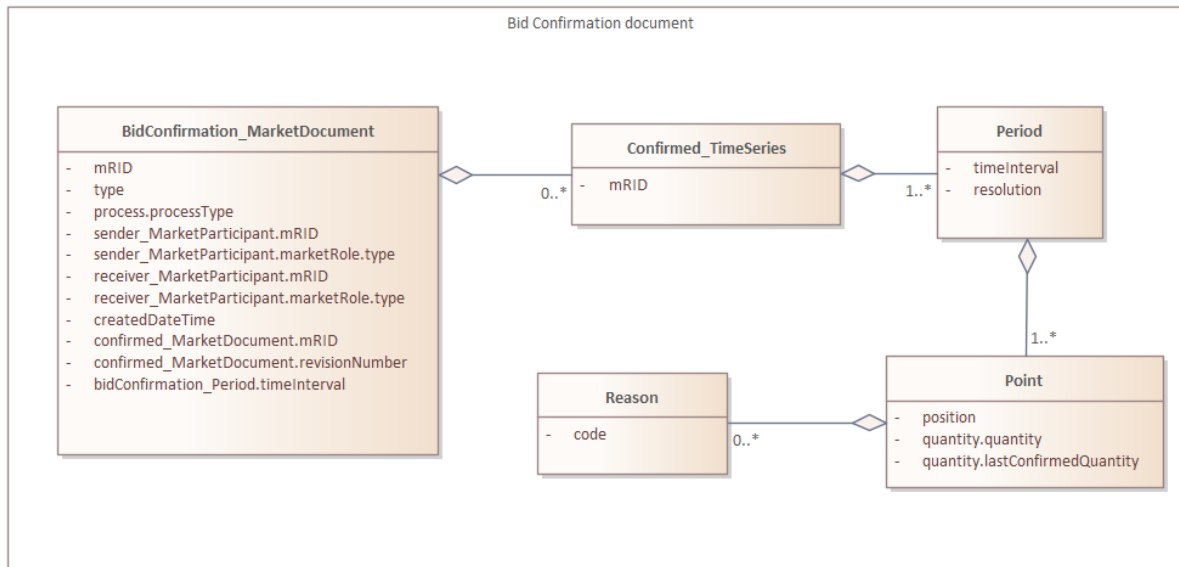 Bid Confirmation document
BidConfirmation_MarketDocument
- mRID
- type
- process.processType
- sender_MarketParticipant.mRID
- sender_MarketParticipant.marketRole.type
- receiver_MarketParticipant.mRID
- receiver_MarketParticipant.marketRole.type
- createdDateTime
- confirmed_MarketDocument.mRID
- confirmed_MarketDocument.revisionNumber
- bidConfirmation_Period.timeInterval
0..*
Confirmed_TimeSeries
- mRID
1..*
Period
- timeInterval
- resolution
1..*
Point
- position
- quantity.quantity
- quantity.lastConfirmedQuantity
0..*
Reason
- code